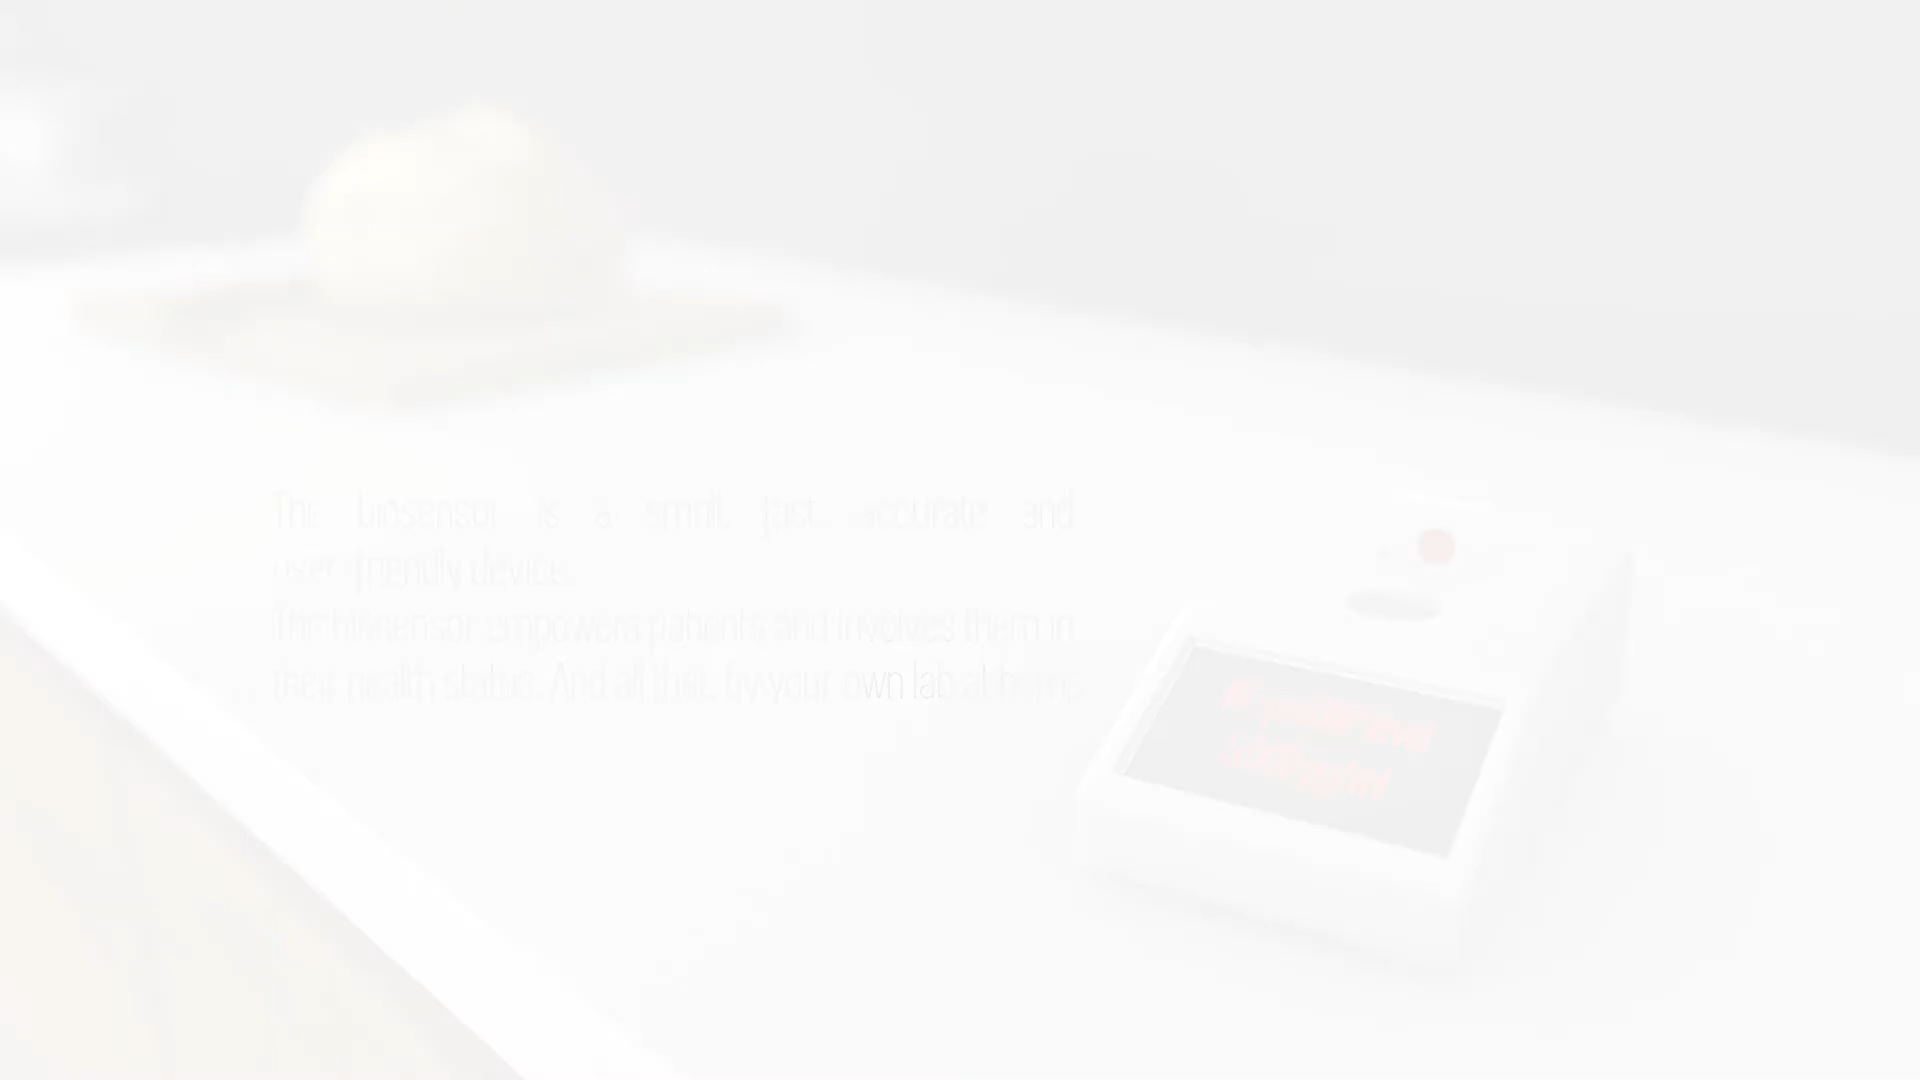 The biosensor is a small, fast, accurate and
user-friendly device.
The biosensor empowers patients and involves them in
their health status. And all that, by your own lab at home